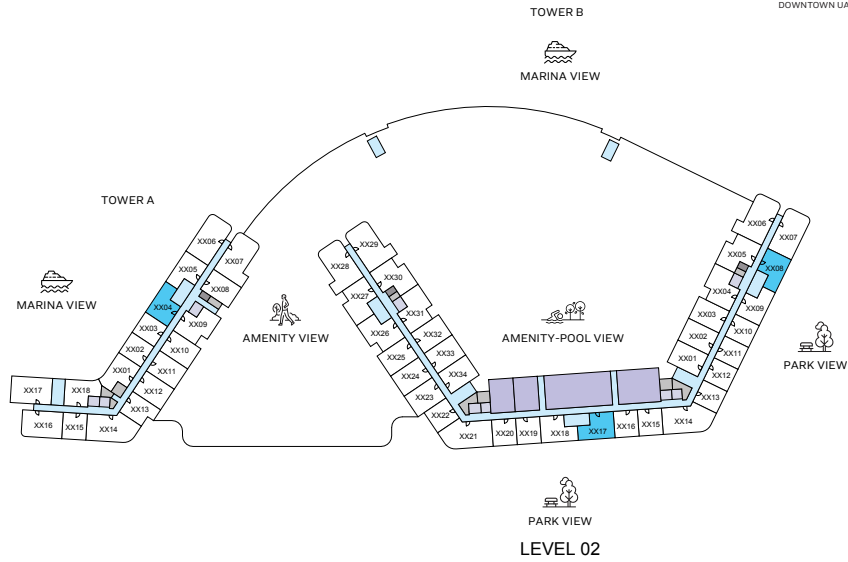 DOWNTOWN UA
TOWER B
MARINA VIEW
TOWER A
MARINA VIEW
XX06
XX07
XX05
XX08
XX04
XX09
XX03
XX10
XX02
XX11
XX01
XX12
XX17
XX18
XX13
XX16
XX15
XX14
AMENITY VIEW
XX29
XX28
XX30
XX27
XX31
XX26
XX32
XX25
XX33
XX24
XX34
XX23
XX22
XX21
XX20
XX19
XX18
XX17
XX16
XX15
XX14
AMENITY-POOL VIEW
XX06
XX07
XX05
XX08
XX04
XX09
XX03
XX10
XX02
XX11
XX01
XX12
XX13
PARK VIEW
PARK VIEW
LEVEL 02